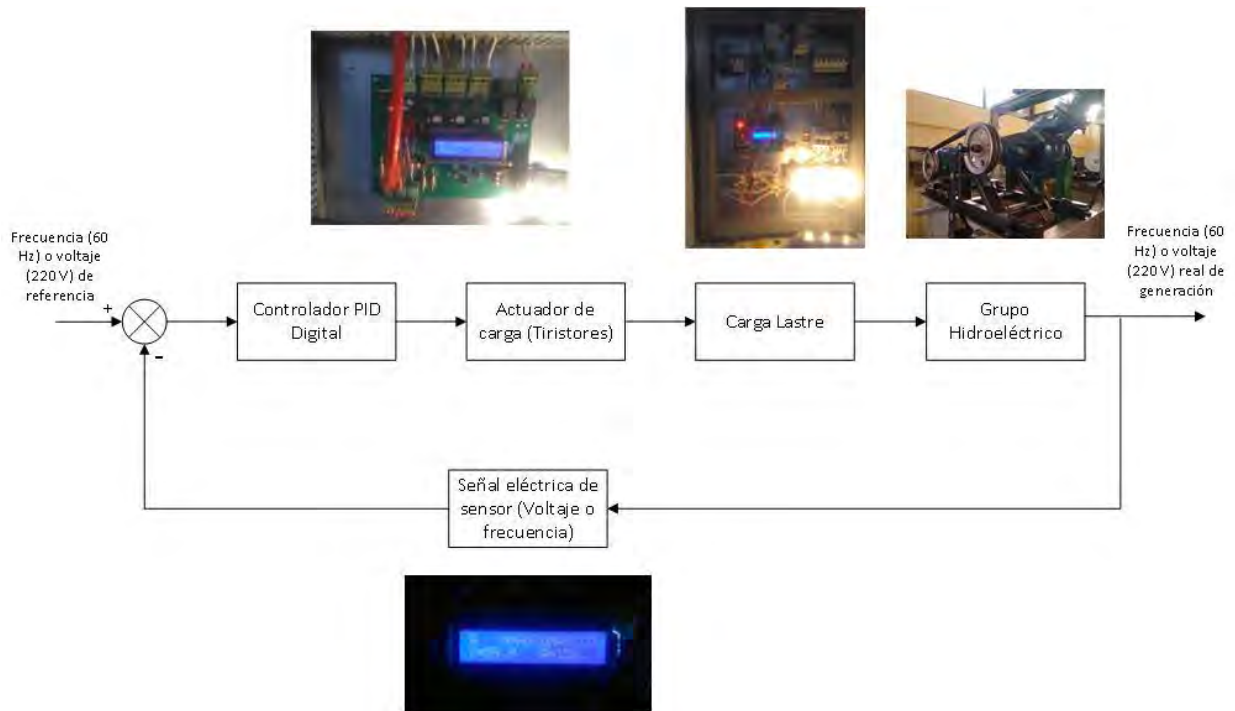 Frecuencia (60
Hz) o voltaje
(220 V) de
referencia
+
-
Controlador PID
Digital
Actuador de
carga (Tiristores)
Carga Lastre
Grupo
Hidroeléctrico
Frecuencia (60
Hz) o voltaje
(220 V) real de
generación
Señal eléctrica de
sensor (Voltaje o
frecuencia)